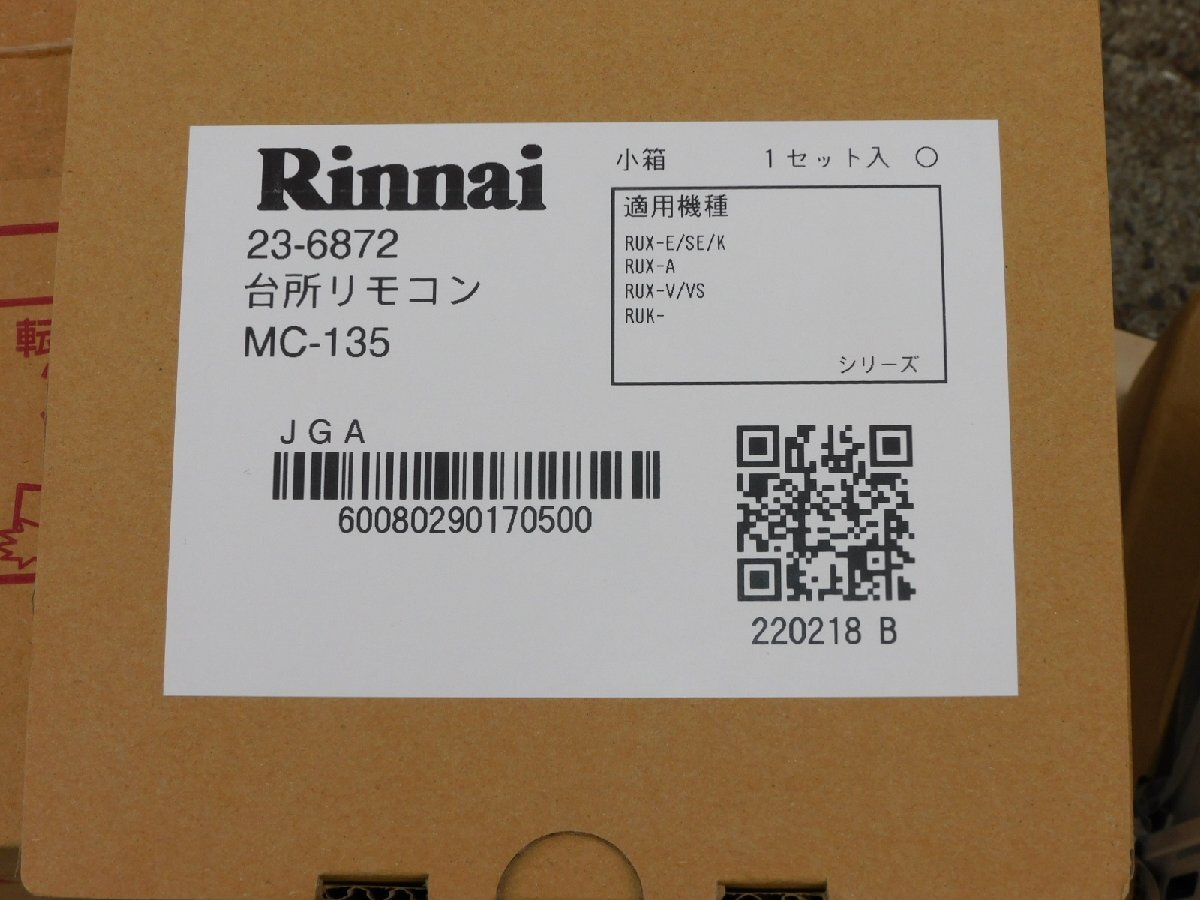 Rinnai
23-6872
台所リモコン
MC-135
小箱 1セット入 ○
適用機種
RUX-E/SE/K
RUX-A
RUX-V/VS
RUK-
シリーズ
JGA
60080290170500
220218 B
転